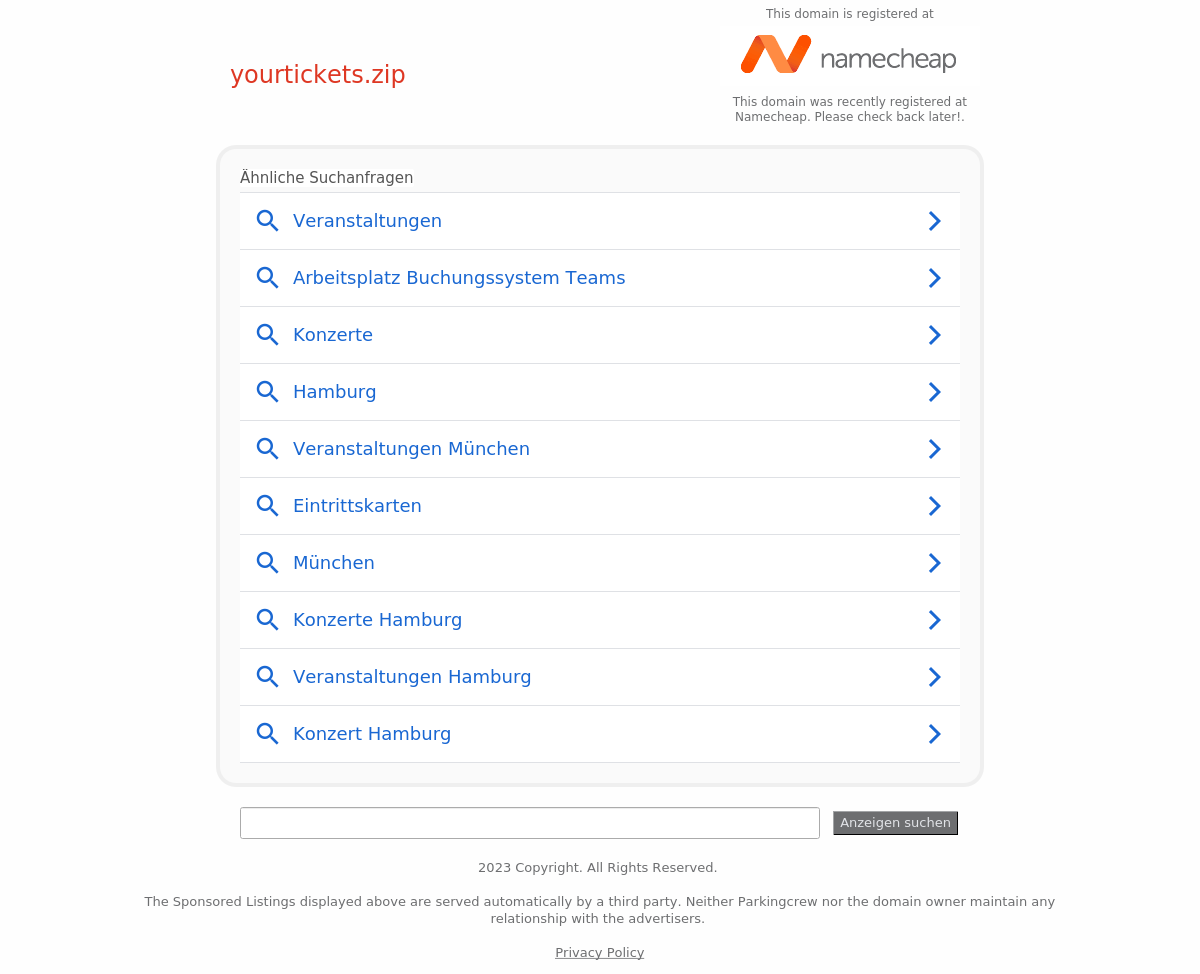 This domain is registered at
namecheap
yourtickets.zip
This domain was recently registered at
Namecheap. Please check back later!.
Ähnliche Suchanfragen
Veranstaltungen
Arbeitsplatz Buchungssystem Teams
Konzerte
Hamburg
Veranstaltungen München
Eintrittskarten
München
Konzerte Hamburg
Veranstaltungen Hamburg
Konzert Hamburg
Anzeigen suchen
2023 Copyright. All Rights Reserved.
The Sponsored Listings displayed above are served automatically by a third party. Neither Parkingcrew nor the domain owner maintain any
relationship with the advertisers.
Privacy Policy